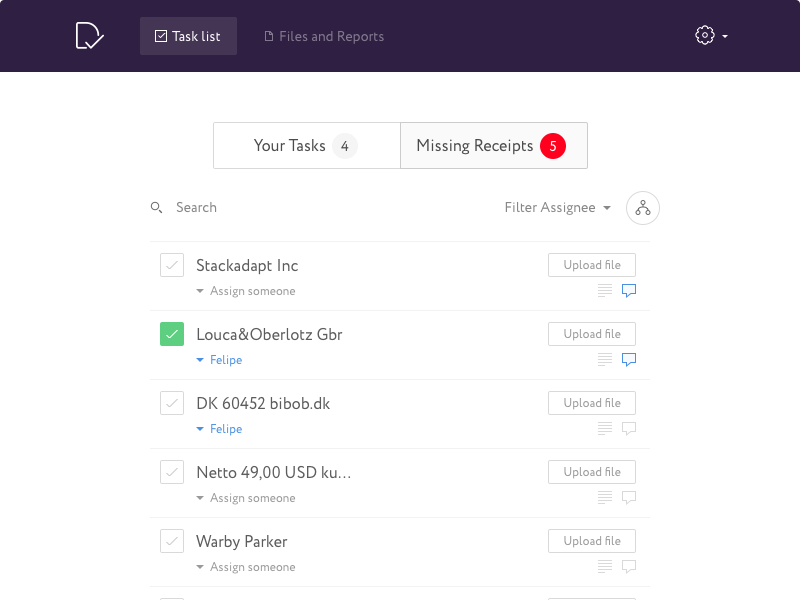 Task list
Files and Reports
Your Tasks 4
Missing Receipts 5
Search
Filter Assignee
Stackadapt Inc
Upload file
Assign someone
Louca&Oberlotz Gbr
Upload file
Felipe
DK 60452 bibob.dk
Upload file
Felipe
Netto 49,00 USD ku...
Upload file
Assign someone
Warby Parker
Upload file
Assign someone